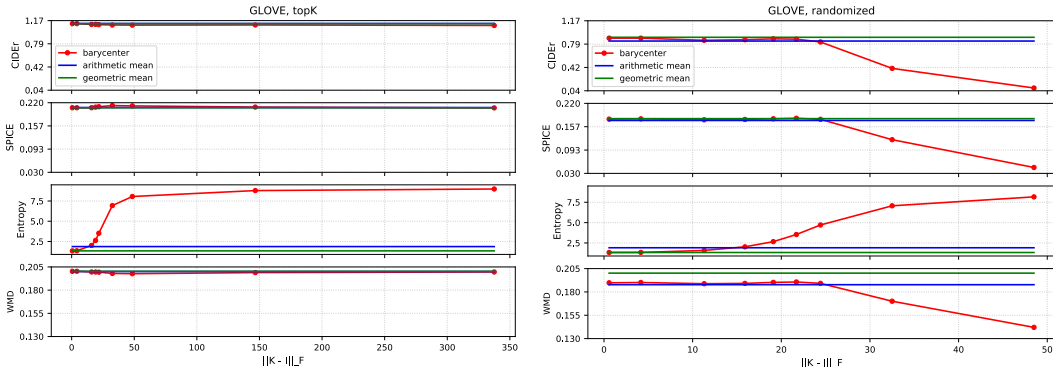 GLOVE, topK
1.17
0.79
0.42
0.04
CIDEr
barycenter
arithmetic mean
geometric mean
0.220
0.157
0.093
0.030
SPICE
7.5
5.0
2.5
Entropy
0.205
0.180
0.155
0.130
WMD
0 50 100 150 200 250 300 350
||K - I||_F
GLOVE, randomized
1.17
0.79
0.42
0.04
CIDEr
barycenter
arithmetic mean
geometric mean
0.220
0.157
0.093
0.030
SPICE
7.5
5.0
2.5
Entropy
0.205
0.180
0.155
0.130
WMD
0 10 20 30 40 50
||K - I||_F